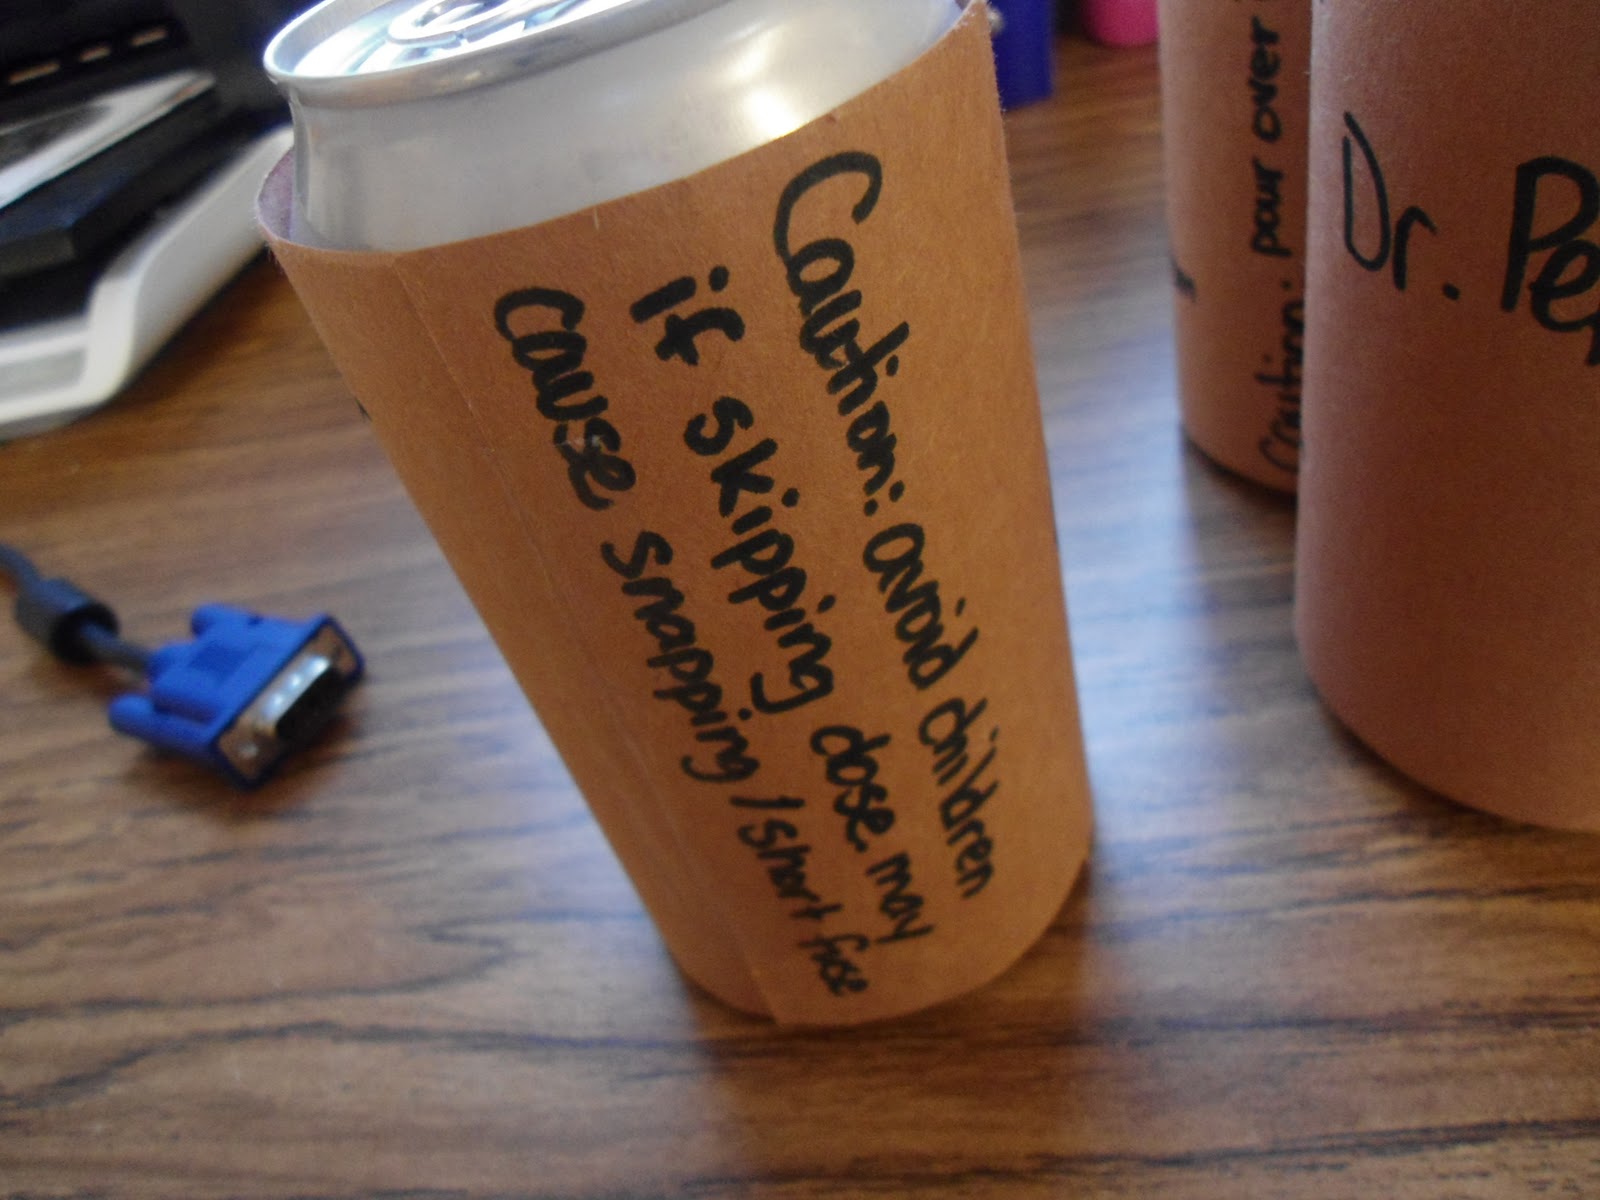 Caution: avoid children
if skipping dose. may
cause snapping/short fuse
Caution: pour over
Dr. Pe